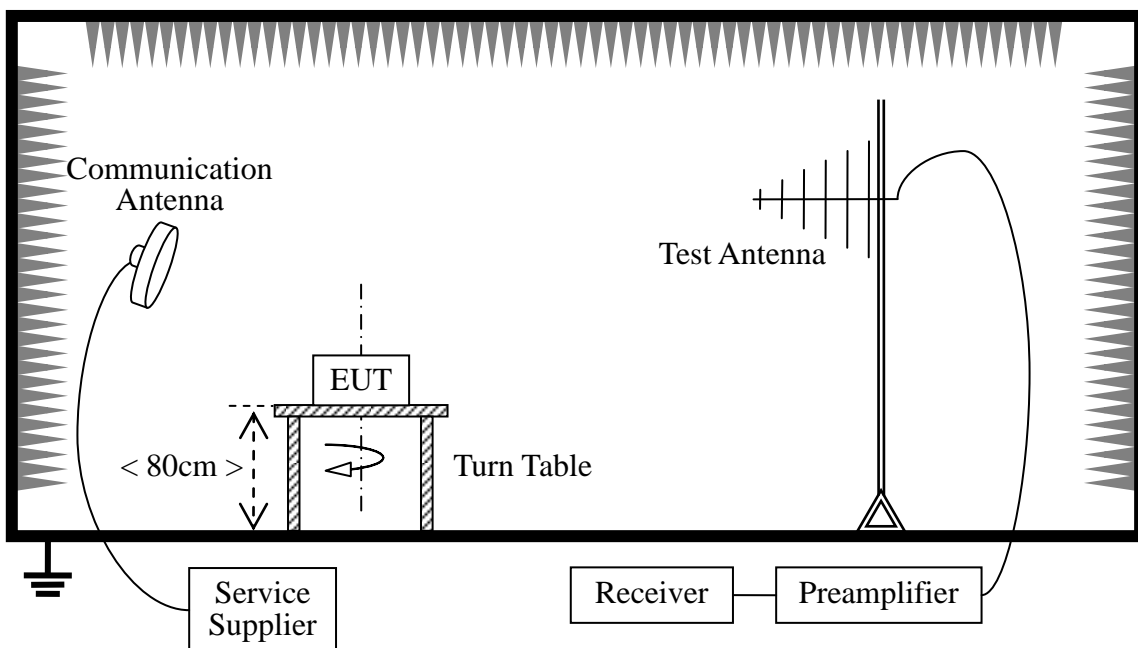 Communication
Antenna
Test Antenna
EUT
< 80cm >
Turn Table
Service
Supplier
Receiver
Preamplifier